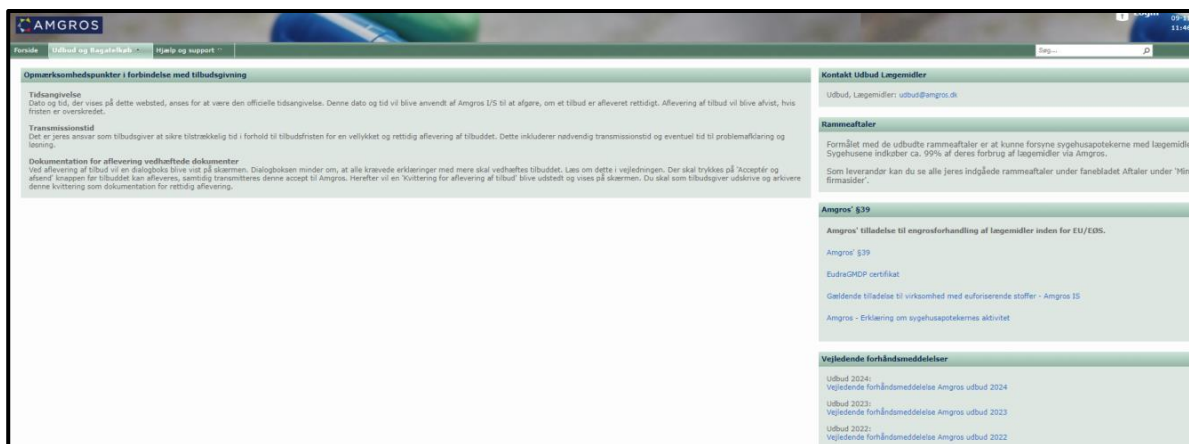 AMGROS
Login
11:46
Forside Udbud og Bagatelkøb Hjælp og support
Søg...
Opmærksomhedspunkter i forbindelse med tilbudsgivning
Tidsangivelse
Dato og tid, der vises på dette websted, anses for at være den officielle tidsangivelse. Denne dato og tid vil blive anvendt af Amgros I/S til at afgøre, om et tilbud er afleveret rettidigt. Aflevering af tilbud vil blive afvist, hvis
fristen er overskredet.
Transmissionstid
Det er jeres ansvar som tilbudsgiver at sikre tilstrækkelig tid i forhold til tilbudsfristen for en vellykket og rettidig aflevering af tilbuddet. Dette inkluderer nødvendig transmissionstid og eventuel tid til problemafklaring og
løsning.
Dokumentation for aflevering vedhæftede dokumenter
Ved aflevering af tilbud vil en dialogboks blive vist på skærmen. Dialogboksen minder om, at alle krævede erklæringer med mere skal vedhæftes tilbuddet. Læs om dette i vejledningen. Der skal trykkes på 'Acceptér og
afsend' knappen før tilbuddet kan afleveres, samtidig transmitteres denne accept til Amgros. Herefter vil en 'Kvittering for aflevering af tilbud' blive udstedt og vises på skærmen. Du skal som tilbudsgiver udskrive og arkivere
denne kvittering som dokumentation for rettidig aflevering.
Kontakt Udbud Lægemidler
Udbud, Lægemidler: udbud@amgros.dk
Rammeaftaler
Formålet med de udbudte rammeaftaler er at kunne forsyne sygehusapotekerne med lægemidle
Sygehusene indkøber ca. 99% af deres forbrug af lægemidler via Amgros.
Som leverandør kan du se alle jeres indgåede rammeaftaler under fanebladet Aftaler under 'Min
firmasider'.
Amgros' §39
Amgros' tilladelse til engrosforhandling af lægemidler inden for EU/EØS.
Amgros' §39
EudraGMDP certifikat
Gældende tilladelse til virksomhed med euforiserende stoffer - Amgros IS
Amgros - Erklæring om sygehusapotekernes aktivitet
Vejledende forhåndsmeddelelser
Udbud 2024:
Vejledende forhåndsmeddelelse Amgros udbud 2024
Udbud 2023:
Vejledende forhåndsmeddelelse Amgros udbud 2023
Udbud 2022:
Vejledende forhåndsmeddelelse Amgros udbud 2022